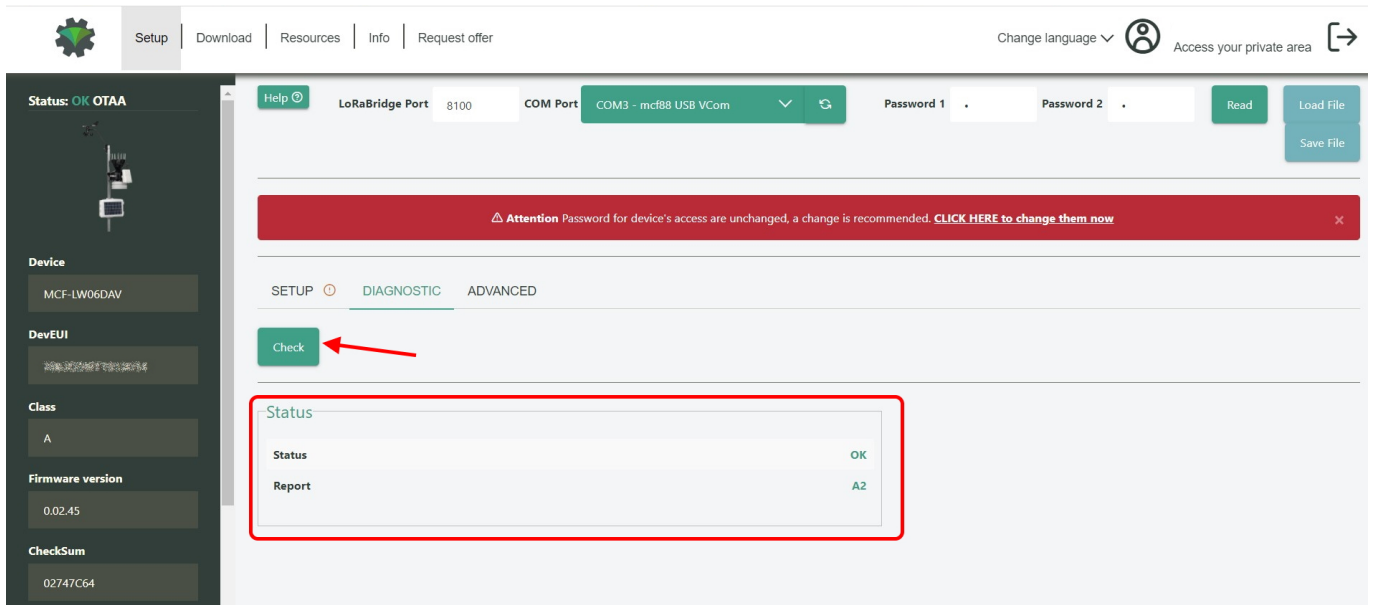 Setup Download Resources Info Request offer Change language Access your private area
Status: OK OTAA
Help LoRaBridge Port 8100 COM Port COM3 - mcf88 USB VCom Password 1 Password 2 Read Load File
Save File
Attention Password for device's access are unchanged, a change is recommended. CLICK HERE to change them now ×
Device
MCF-LW06DAV
DevEUI
Class
A
Firmware version
0.02.45
CheckSum
02747C64
SETUP DIAGNOSTIC ADVANCED
Check
Status
Status OK
Report A2